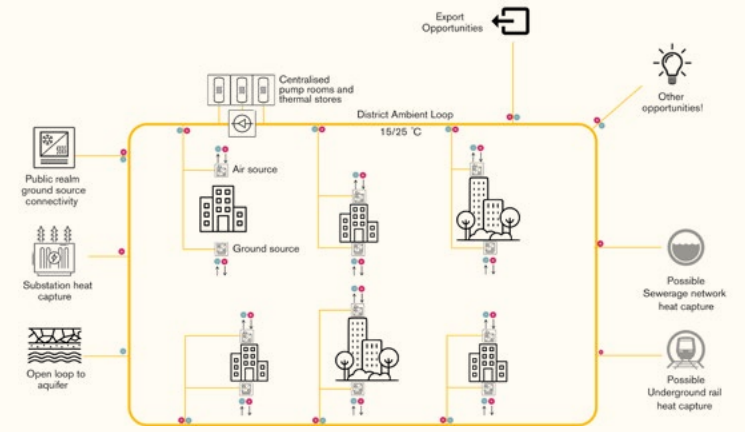 Export
Opportunities
Centralised
pump rooms and
thermal stores
District Ambient Loop
15/25 °C
Other
opportunities!
Public realm
ground source
connectivity
Air source
Ground source
Substation heat
capture
Possible
Sewerage network
heat capture
Open loop to
aquifer
Possible
Underground rail
heat capture